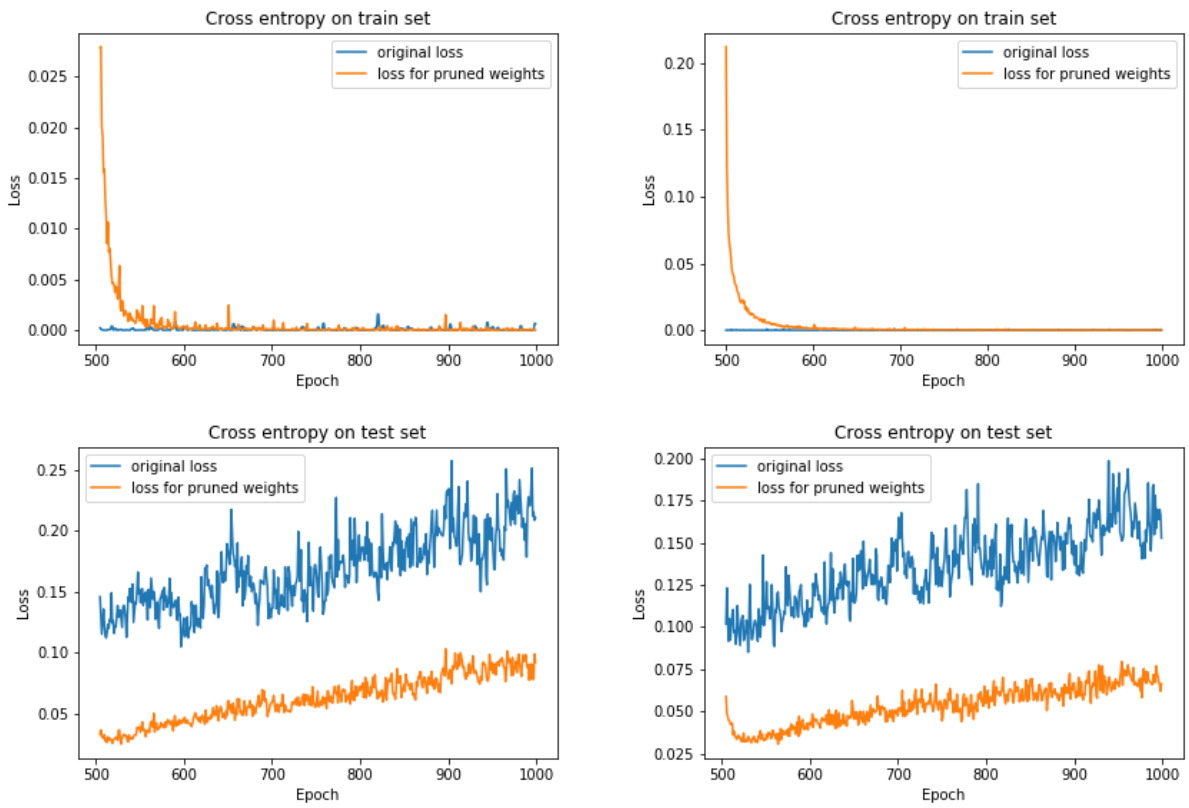 Cross entropy on train set
original loss
loss for pruned weights
0.025
0.020
0.015
0.010
0.005
0.000
Loss
500 600 700 800 900 1000
Epoch
Cross entropy on train set
original loss
loss for pruned weights
0.20
0.15
0.10
0.05
0.00
Loss
500 600 700 800 900 1000
Epoch
Cross entropy on test set
original loss
loss for pruned weights
0.25
0.20
0.15
0.10
0.05
Loss
500 600 700 800 900 1000
Epoch
Cross entropy on test set
original loss
loss for pruned weights
0.200
0.175
0.150
0.125
0.100
0.075
0.050
0.025
Loss
500 600 700 800 900 1000
Epoch